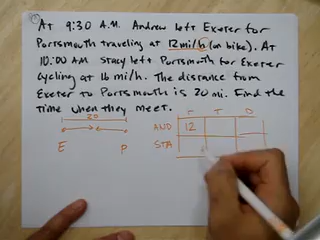 At 9:30 A.M. Andrew left Exeter for
Portsmouth traveling at 12mi/h (on bike). At
10:00 AM Stacy left Portsmouth for Exeter
Cycling at 16 mi/h. The distance from
Exeter to Portsmouth is 20 mi. Find the
time when they meet.
20
E P
r T D
AND 12
STA